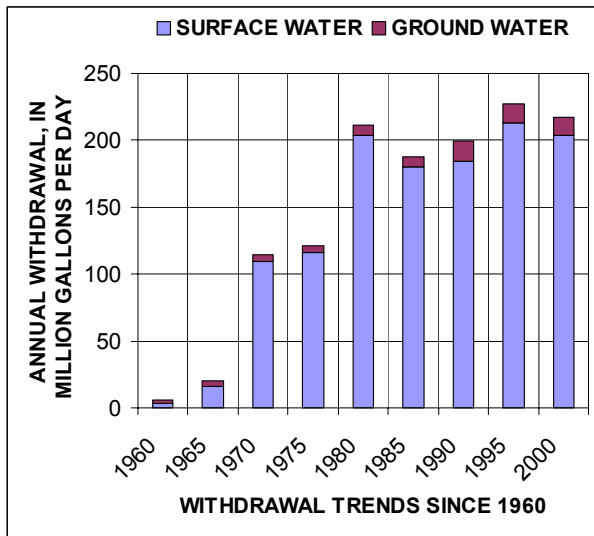 SURFACE WATER GROUND WATER
ANNUAL WITHDRAWAL, IN
MILLION GALLONS PER DAY
250
200
150
100
50
0
1960 1965 1970 1975 1980 1985 1990 1995 2000
WITHDRAWAL TRENDS SINCE 1960